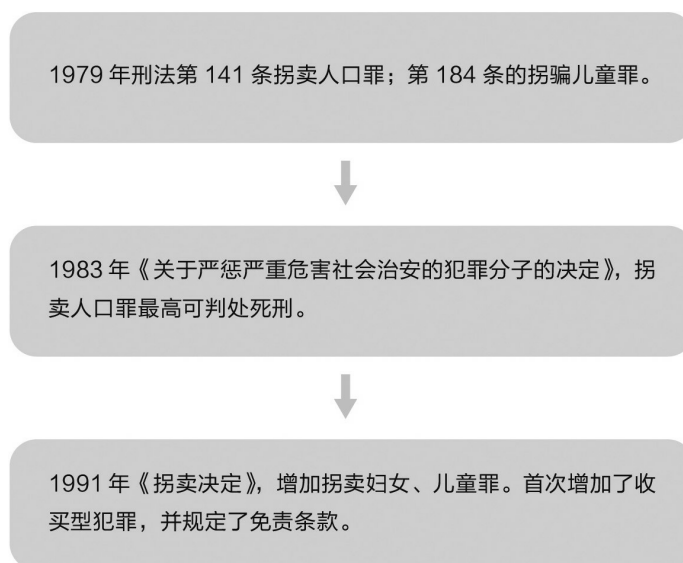 1979 年刑法第 141 条拐卖人口罪；第 184 条的拐骗儿童罪。
1983 年《关于严惩严重危害社会治安的犯罪分子的决定》，拐
卖人口罪最高可判处死刑。
1991 年《拐卖决定》，增加拐卖妇女、儿童罪。首次增加了收
买型犯罪，并规定了免责条款。